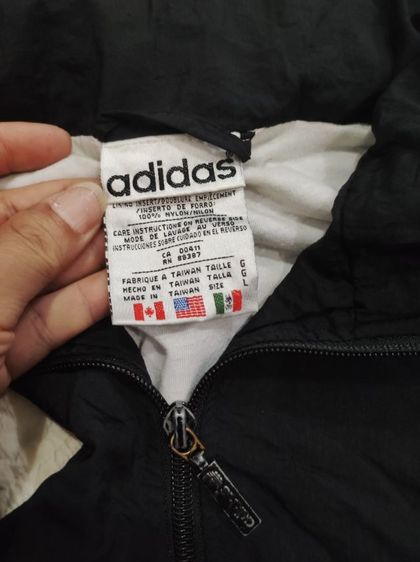 adidas
LINING INSERT/DOUBLURE EMPIECEMENT
/INSERTO DE FORRO
100% NYLON/NILON
CARE INSTRUCTIONS ON REVERSE SIDE
MODE DE LAVAGE AU VERSO
INSTRUCCIONES SOBRE CUIDADO EN EL REVERSO
CA 00411
RN 88387
FABRIQUE A TAIWAN TAILLE G
HECHO EN TAIWAN TALLA G
MADE IN TAIWAN SIZE L
adidas